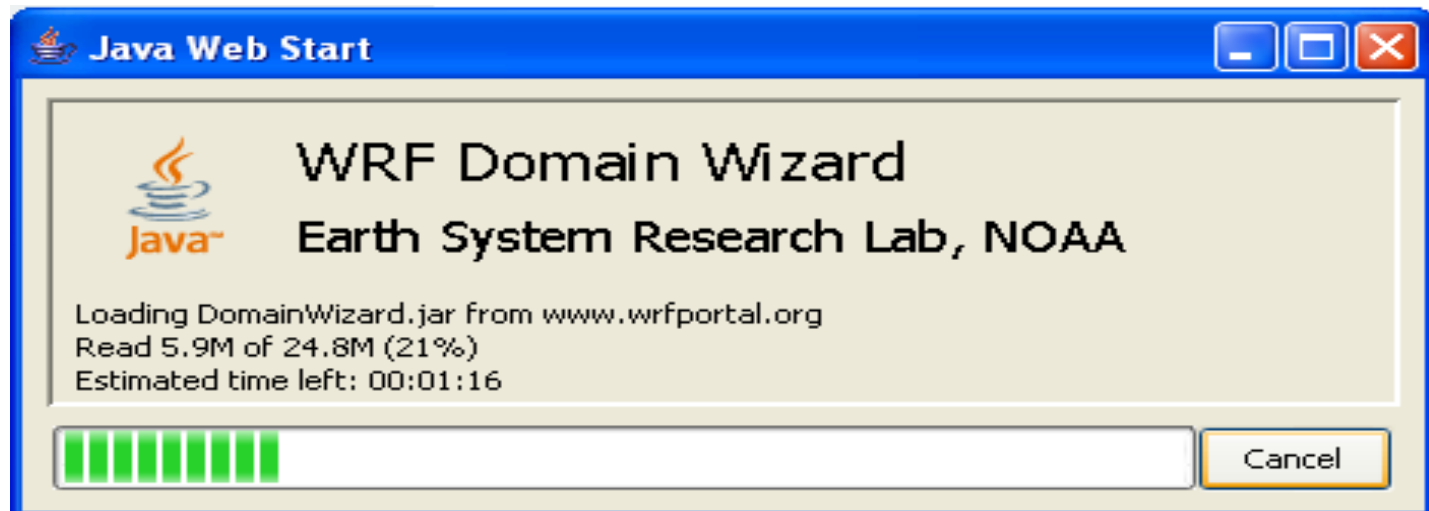 Java Web Start
WRF Domain Wizard
Java™
Earth System Research Lab, NOAA
Loading DomainWizard.jar from www.wrfportal.org
Read 5.9M of 24.8M (21%)
Estimated time left: 00:01:16
Cancel